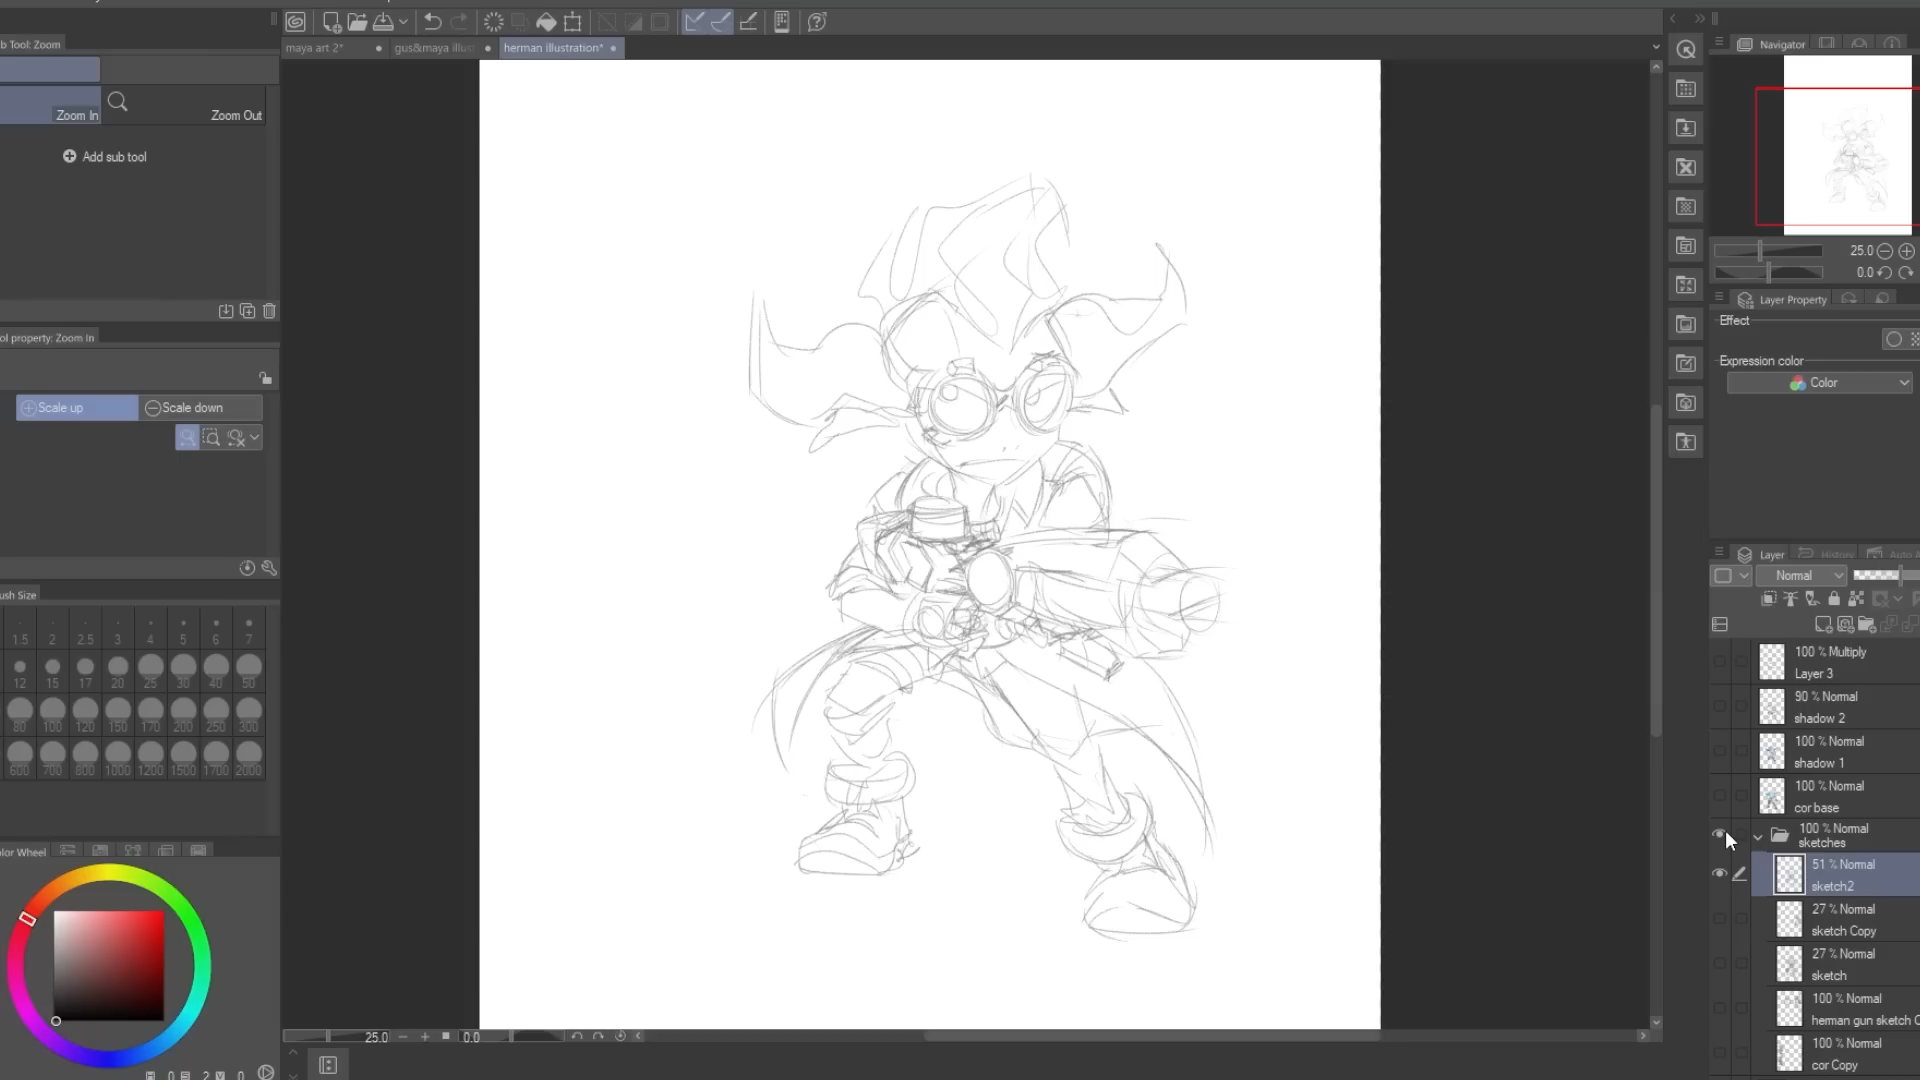 b Tool: Zoom
Zoom In
Zoom Out
Add sub tool
ol property: Zoom In
Scale up
Scale down
ush Size
1.5 2 2.5 3 4 5 6 7
12 15 17 20 25 30 40 50
80 100 120 150 170 200 250 300
600 700 800 1000 1200 1500 1700 2000
olor Wheel
0 2 0
maya art 2*
gus&maya illus
herman illustration*
25.0
0.0
Navigator
25.0
0.0
Layer Property
Effect
Expression color
Color
Layer
History
Auto A
Normal
100 % Multiply
Layer 3
90 % Normal
shadow 2
100 % Normal
shadow 1
100 % Normal
cor base
100 % Normal
sketches
51 % Normal
sketch2
27 % Normal
sketch Copy
27 % Normal
sketch
100 % Normal
herman gun sketch C
100 % Normal
cor Copy